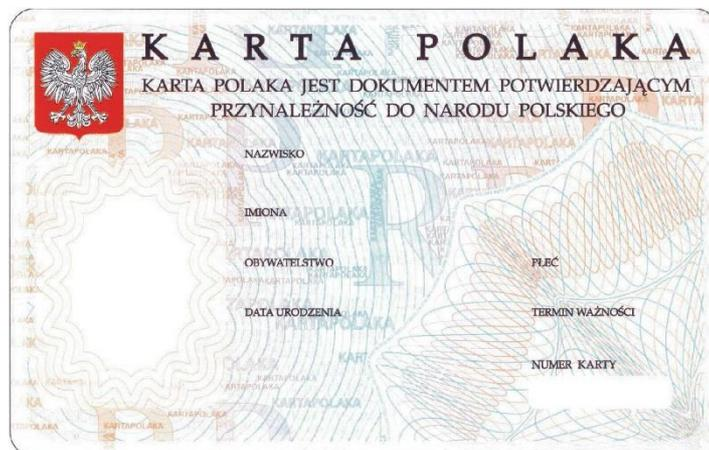 KARTA POLAKA
KARTA POLAKA JEST DOKUMENTEM POTWIERDZAJĄCYM
PRZYNALEŻNOŚĆ DO NARODU POLSKIEGO
NAZWISKO
IMIONA
OBYWATELSTWO
PŁEĆ
DATA URODZENIA
TERMIN WAŻNOŚCI
NUMER KARTY